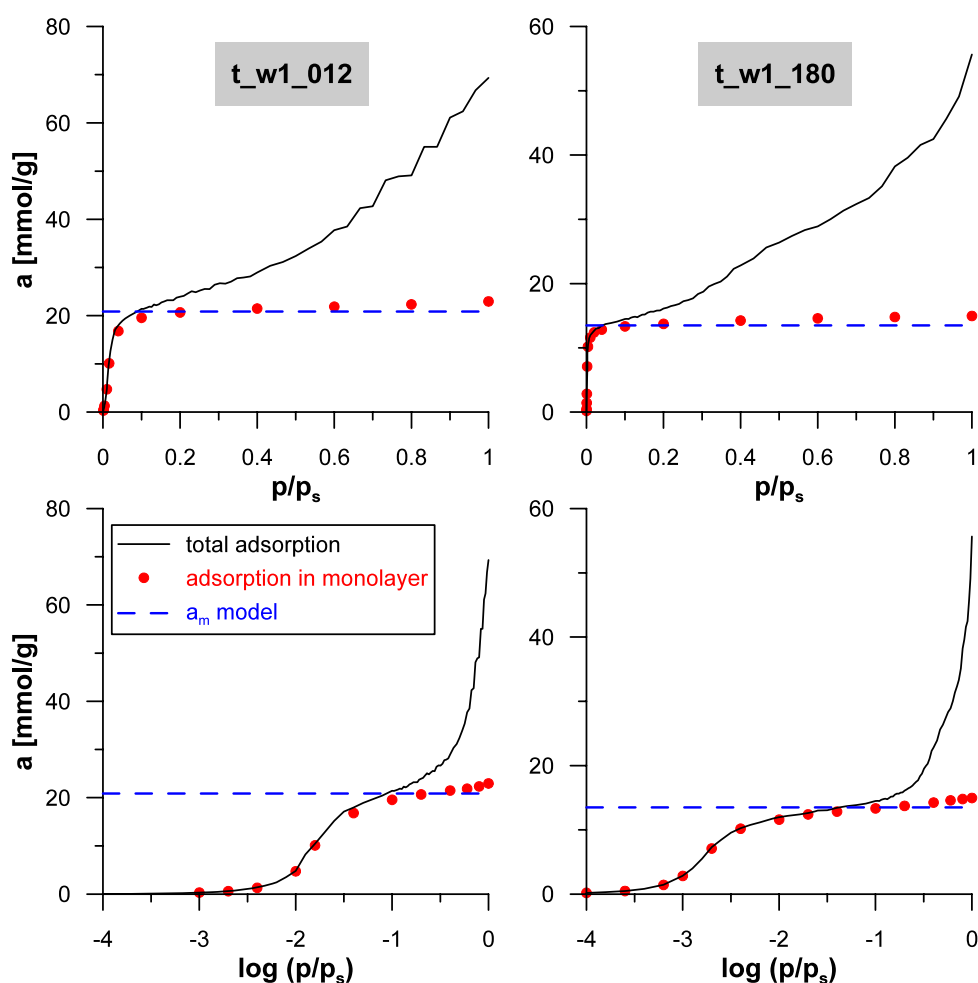 t_w1_012
80
60
40
20
0
a [mmol/g]
0 0.2 0.4 0.6 0.8 1
p/pₛ
t_w1_180
60
40
20
0
0 0.2 0.4 0.6 0.8 1
p/pₛ
total adsorption
adsorption in monolayer
aₘ model
80
60
40
20
0
a [mmol/g]
-4 -3 -2 -1 0
log (p/pₛ)
60
40
20
0
-4 -3 -2 -1 0
log (p/pₛ)